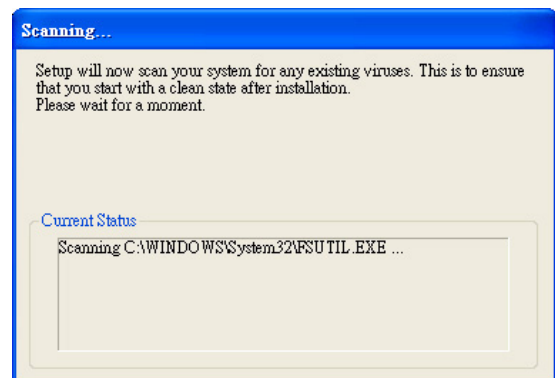 Scanning...
Setup will now scan your system for any existing viruses. This is to ensure
that you start with a clean state after installation.
Please wait for a moment.
Current Status
Scanning C:\WINDOWS\System32\FSUTIL.EXE ...